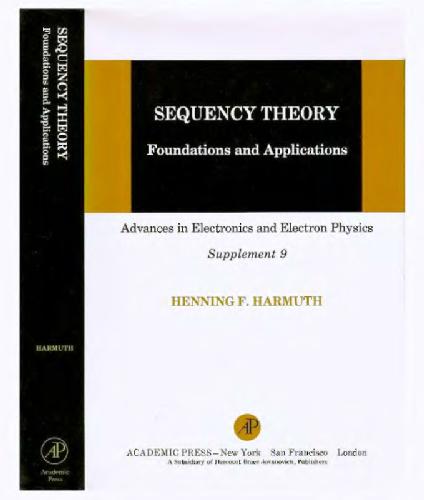 SEQUENCY THEORY
Foundations and Applications
HARMUTH
AP
Academic
Press
SEQUENCY THEORY
Foundations and Applications
Advances in Electronics and Electron Physics
Supplement 9
HENNING F. HARMUTH
AP
ACADEMIC PRESS—New York San Francisco London
A Subsidiary of Harcourt Brace Jovanovich, Publishers